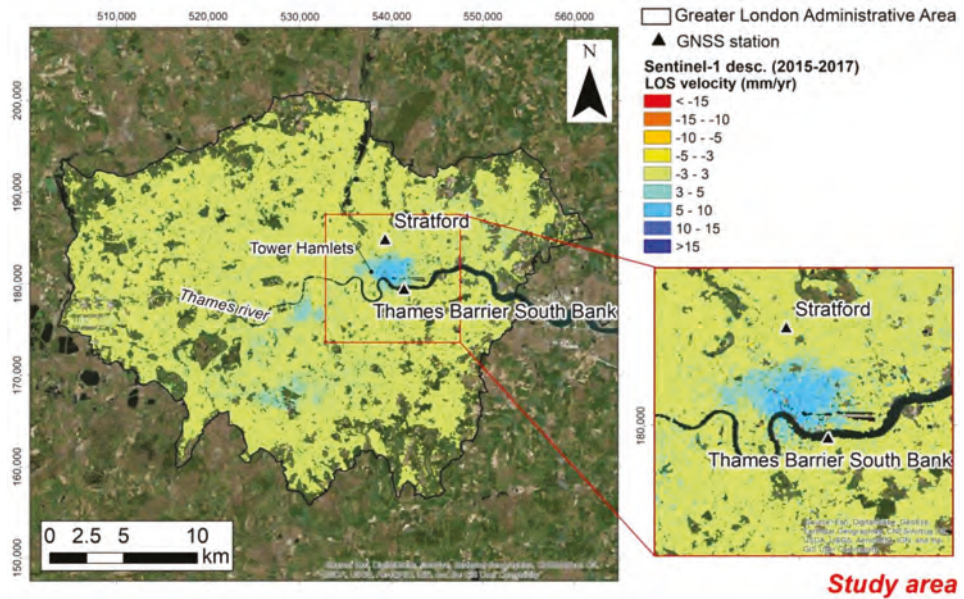 510,000
520,000
530,000
540,000
550,000
560,000
200,000
190,000
180,000
170,000
160,000
150,000
N
Stratford
Tower Hamlets
Thames river
Thames Barrier South Bank
0 2.5 5 10
km
Greater London Administrative Area
GNSS station
Sentinel-1 desc. (2015-2017)
LOS velocity (mm/yr)
< -15
-15 - -10
-10 - -5
-5 - -3
-3 - 3
3 - 5
5 - 10
10 - 15
>15
180,000
Stratford
Thames Barrier South Bank
Study area